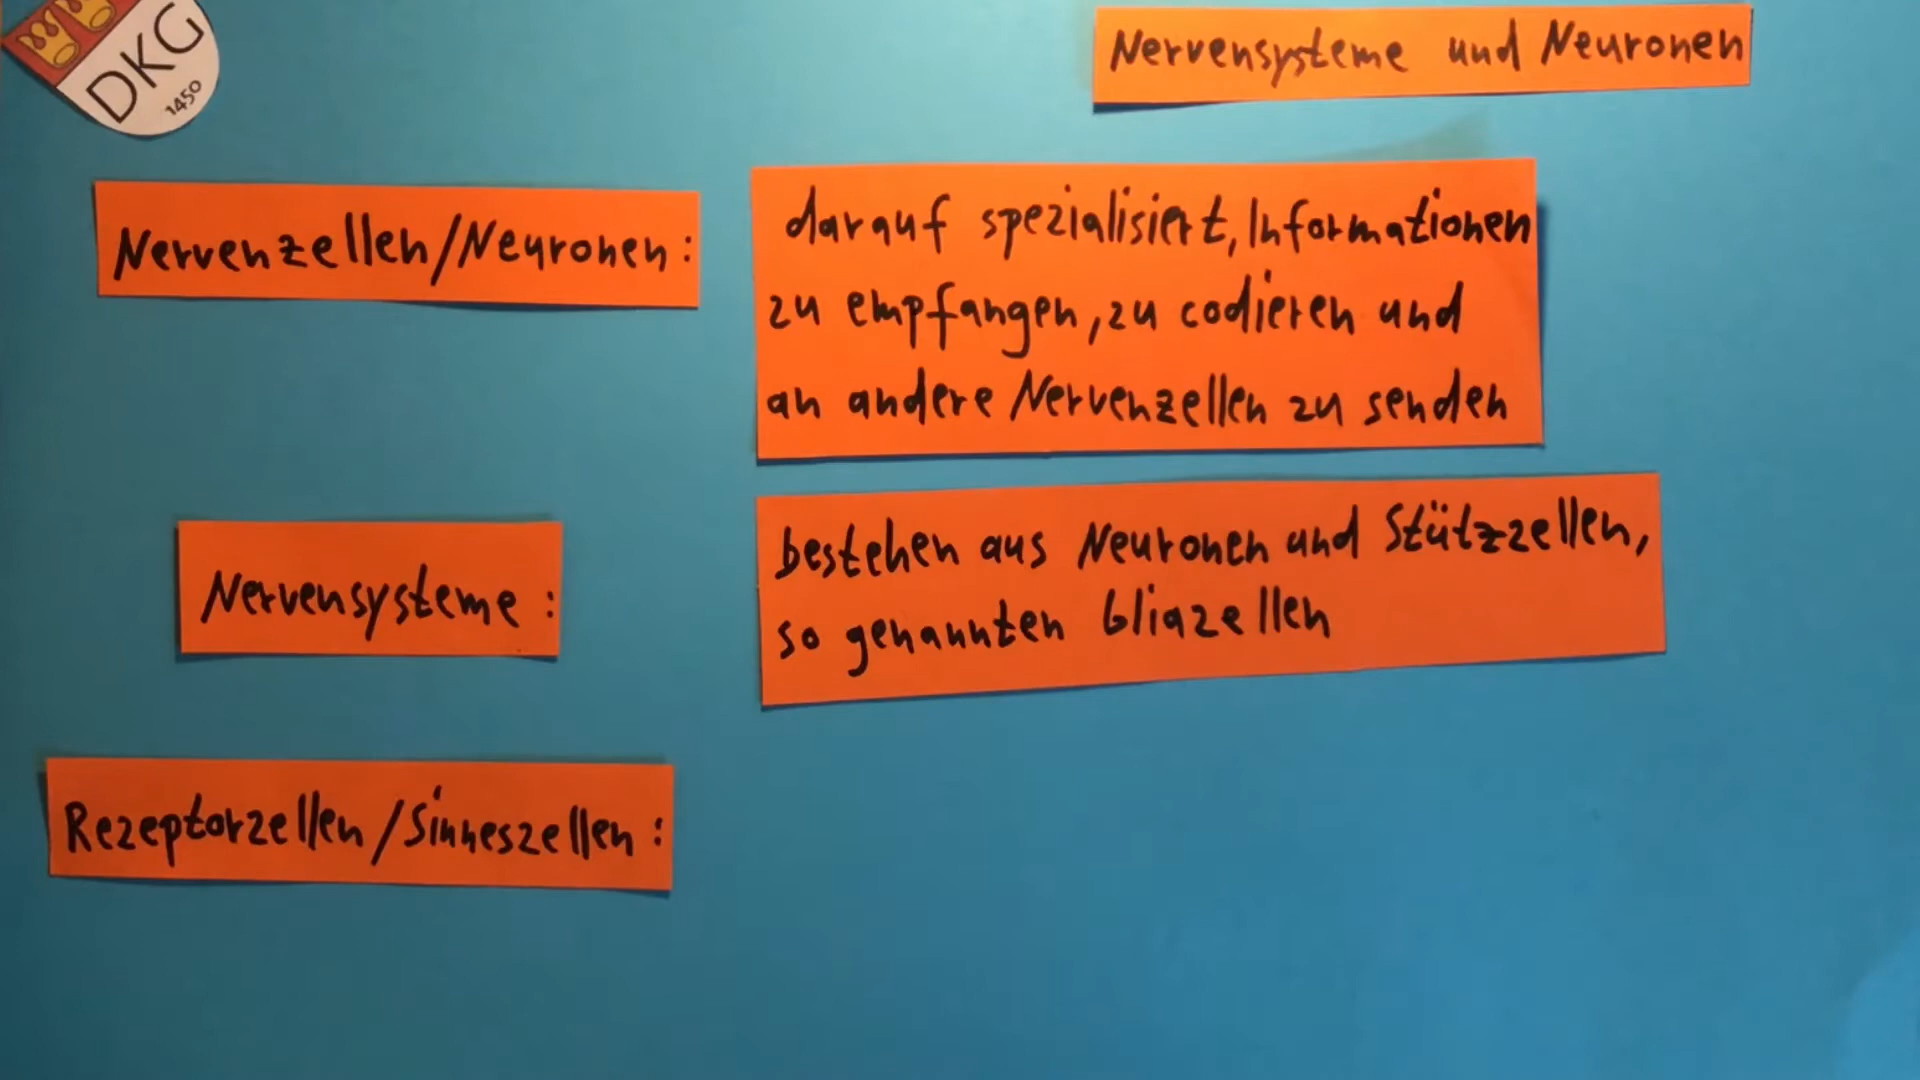 DKG
1450
Nervensysteme und Neuronen
Nervenzellen/Neuronen:
darauf spezialisiert, Informationen
zu empfangen, zu codieren und
an andere Nervenzellen zu senden
Nervensysteme:
bestehen aus Neuronen und Stützzellen,
so genannten Gliazellen
Rezeptorzellen/Sinneszellen: